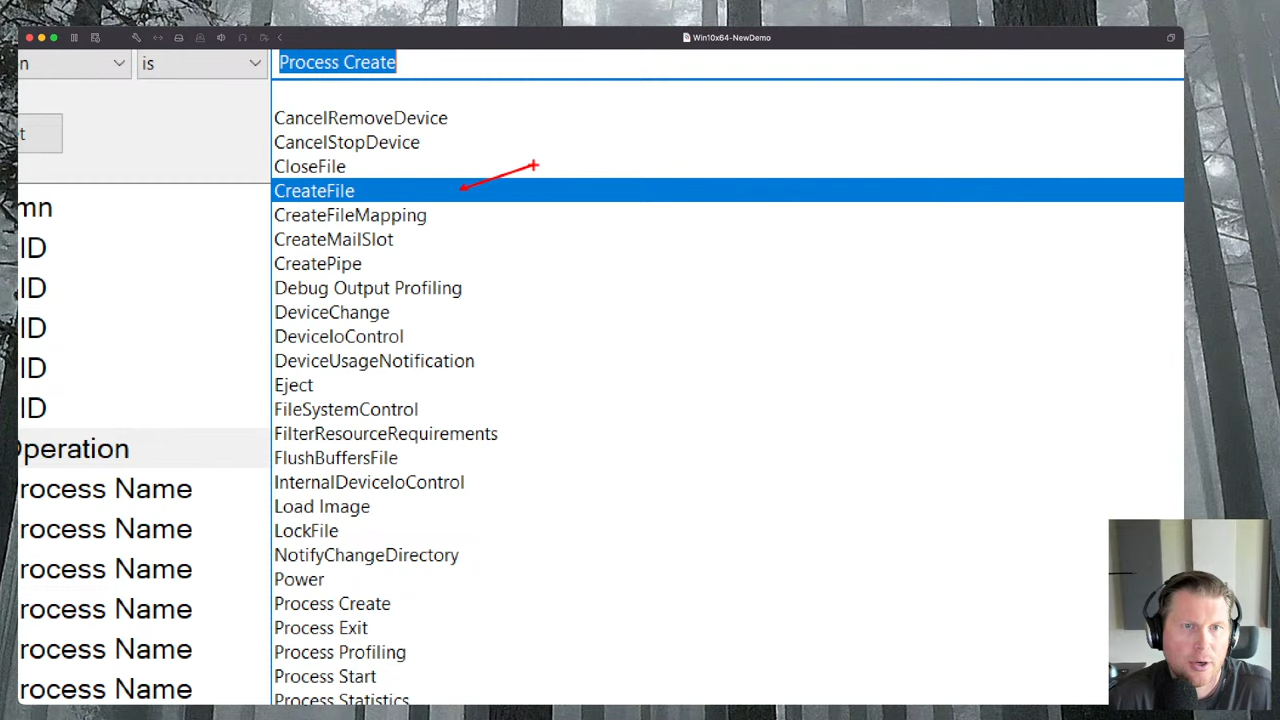 Win10x64-NewDemo
n
is
Process Create
t
CancelRemoveDevice
CancelStopDevice
CloseFile
CreateFile
CreateFileMapping
CreateMailSlot
CreatePipe
Debug Output Profiling
DeviceChange
DeviceIoControl
DeviceUsageNotification
Eject
FileSystemControl
FilterResourceRequirements
FlushBuffersFile
InternalDeviceIoControl
Load Image
LockFile
NotifyChangeDirectory
Power
Process Create
Process Exit
Process Profiling
Process Start
Process Statistics
mn
ID
ID
ID
ID
ID
Operation
rocess Name
rocess Name
rocess Name
rocess Name
rocess Name
rocess Name